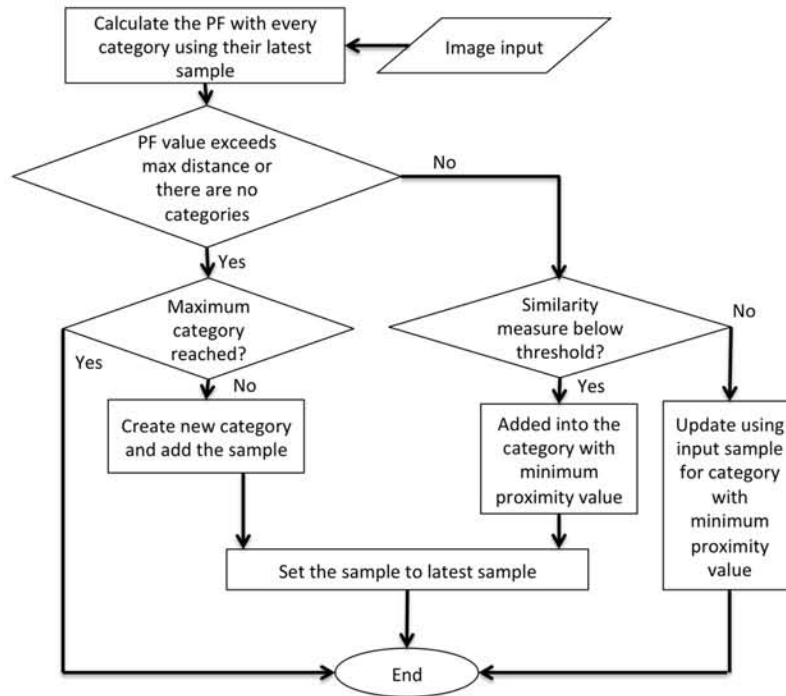 Calculate the PF with every
category using their latest
sample
Image input
PF value exceeds
max distance or
there are no
categories
No
Yes
Maximum
category
reached?
Yes
No
Similarity
measure below
threshold?
No
Yes
Create new category
and add the sample
Added into the
category with
minimum
proximity value
Update using
input sample
for category
with
minimum
proximity
value
Set the sample to latest sample
End